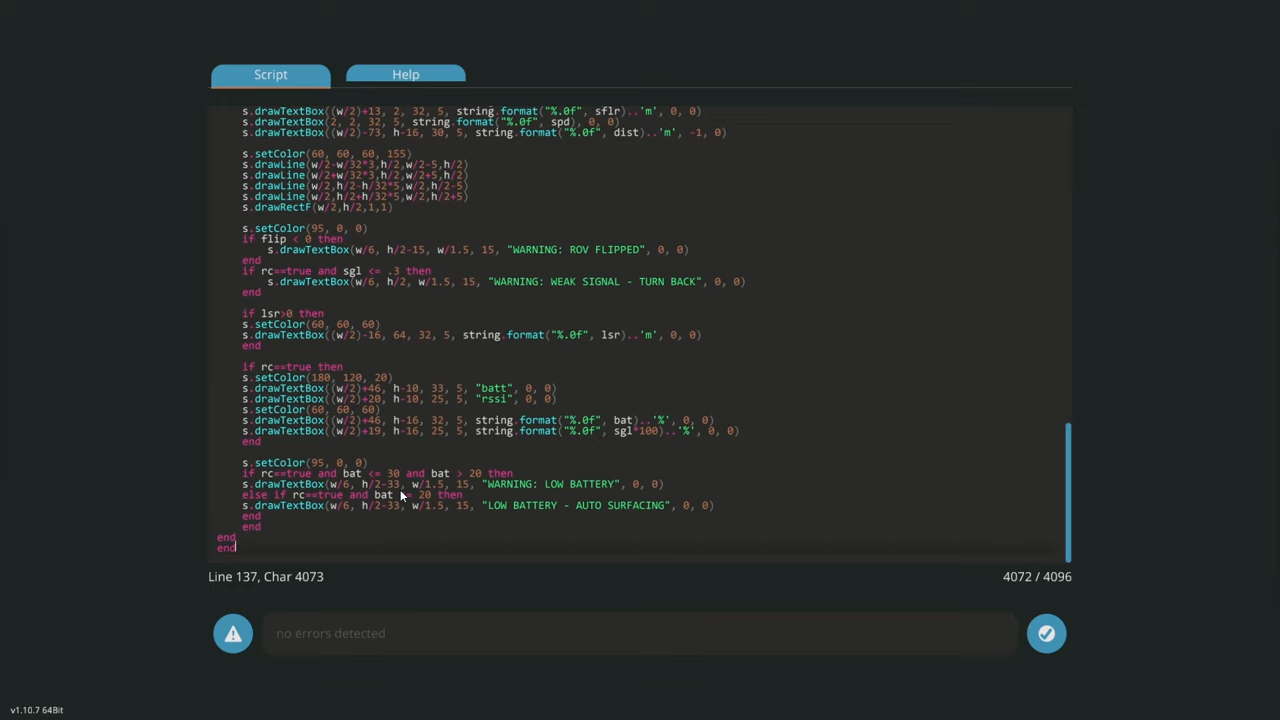 Script
Help
s.drawTextBox((w/2)+13, 2, 32, 5, string.format("%.0f", sflr)..'m', 0, 0)
s.drawTextBox(2, 2, 32, 5, string.format("%.0f", spd), 0, 0)
s.drawTextBox((w/2)-73, h-16, 30, 5, string.format("%.0f", dist)..'m', -1, 0)
s.setColor(60, 60, 60, 155)
s.drawLine(w/2-w/32*3,h/2,w/2-5,h/2)
s.drawLine(w/2+w/32*3,h/2,w/2+5,h/2)
s.drawLine(w/2,h/2-h/32*5,w/2,h/2-5)
s.drawLine(w/2,h/2+h/32*5,w/2,h/2+5)
s.drawRectF(w/2,h/2,1,1)
s.setColor(95, 0, 0)
if flip < 0 then
s.drawTextBox(w/6, h/2-15, w/1.5, 15, "WARNING: ROV FLIPPED", 0, 0)
end
if rc==true and sgl <= .3 then
s.drawTextBox(w/6, h/2, w/1.5, 15, "WARNING: WEAK SIGNAL - TURN BACK", 0, 0)
end
if lsr>0 then
s.setColor(60, 60, 60)
s.drawTextBox((w/2)-16, 64, 32, 5, string.format("%.0f", lsr)..'m', 0, 0)
end
if rc==true then
s.setColor(180, 120, 20)
s.drawTextBox((w/2)+46, h-10, 33, 5, "batt", 0, 0)
s.drawTextBox((w/2)+20, h-10, 25, 5, "rssi", 0, 0)
s.setColor(60, 60, 60)
s.drawTextBox((w/2)+46, h-16, 32, 5, string.format("%.0f", bat)..'%', 0, 0)
s.drawTextBox((w/2)+19, h-16, 25, 5, string.format("%.0f", sgl*100)..'%', 0, 0)
end
s.setColor(95, 0, 0)
if rc==true and bat <= 30 and bat > 20 then
s.drawTextBox(w/6, h/2-33, w/1.5, 15, "WARNING: LOW BATTERY", 0, 0)
else if rc==true and bat = 20 then
s.drawTextBox(w/6, h/2-33, w/1.5, 15, "LOW BATTERY - AUTO SURFACING", 0, 0)
end
end
end
end
Line 137, Char 4073
4072 / 4096
no errors detected
v1.10.7 64Bit